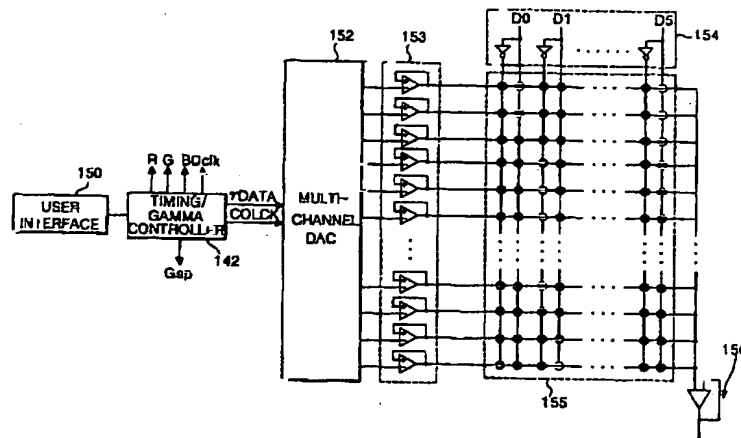 152
153
D0 D1 D5
154
150
R G B Dclk
USER
INTERFACE
TIMING/
GAMMA
CONTROLLER
γDATA
COLCK
142
Gsp
MULTI-
CHANNEL
DAC
155